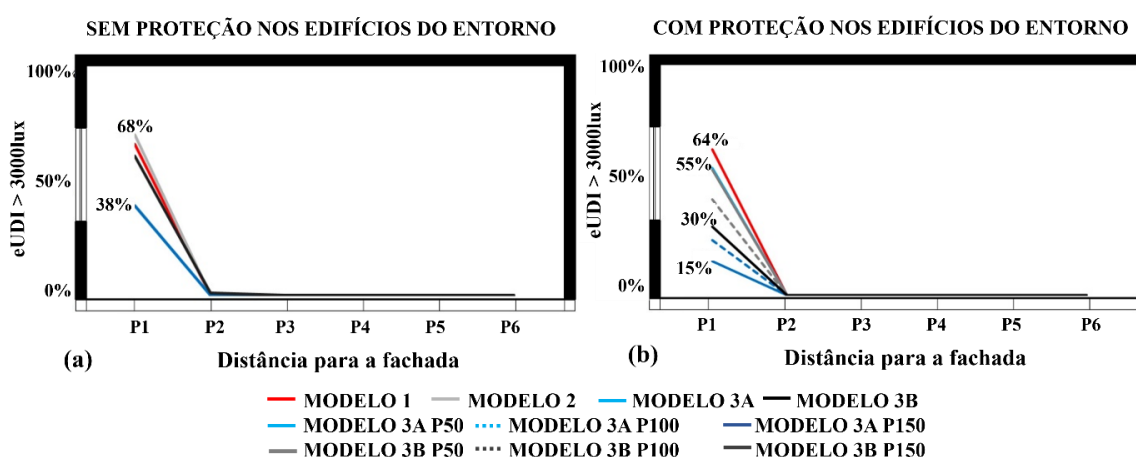 SEM PROTEÇÃO NOS EDIFÍCIOS DO ENTORNO
100%
68%
50%
38%
0%
eUDI > 3000lux
P1 P2 P3 P4 P5 P6
(a) Distância para a fachada
COM PROTEÇÃO NOS EDIFÍCIOS DO ENTORNO
100%
64%
55%
50%
30%
15%
0%
eUDI > 3000lux
P1 P2 P3 P4 P5 P6
(b) Distância para a fachada
MODELO 1 MODELO 2 MODELO 3A MODELO 3B
MODELO 3A P50 MODELO 3A P100 MODELO 3A P150
MODELO 3B P50 MODELO 3B P100 MODELO 3B P150